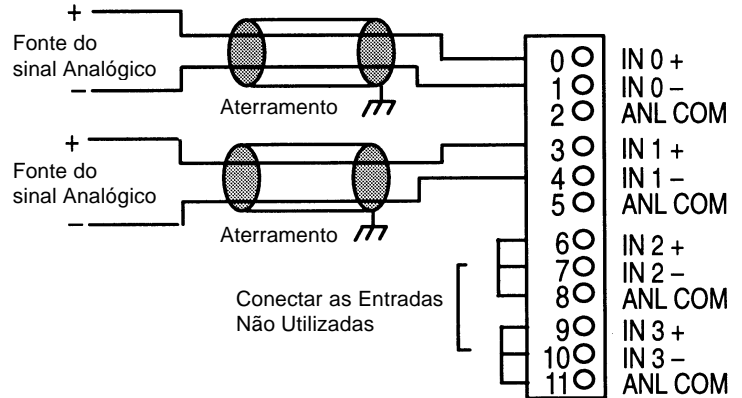 +
Fonte do
sinal Analógico
−
Aterramento
+
Fonte do
sinal Analógico
−
Aterramento
Conectar as Entradas
Não Utilizadas
0 IN 0 +
1 IN 0 −
2 ANL COM
3 IN 1 +
4 IN 1 −
5 ANL COM
6 IN 2 +
7 IN 2 −
8 ANL COM
9 IN 3 +
10 IN 3 −
11 ANL COM